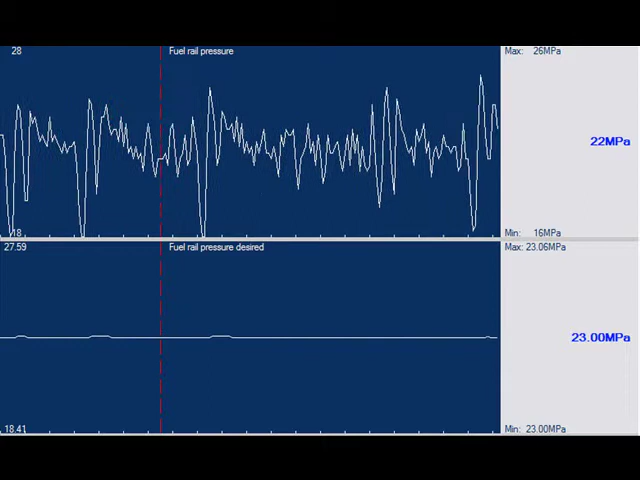 28
Fuel rail pressure
Max: 26MPa
22MPa
18
Min: 16MPa
27.59
Fuel rail pressure desired
Max: 23.06MPa
23.00MPa
18.41
Min: 23.00MPa